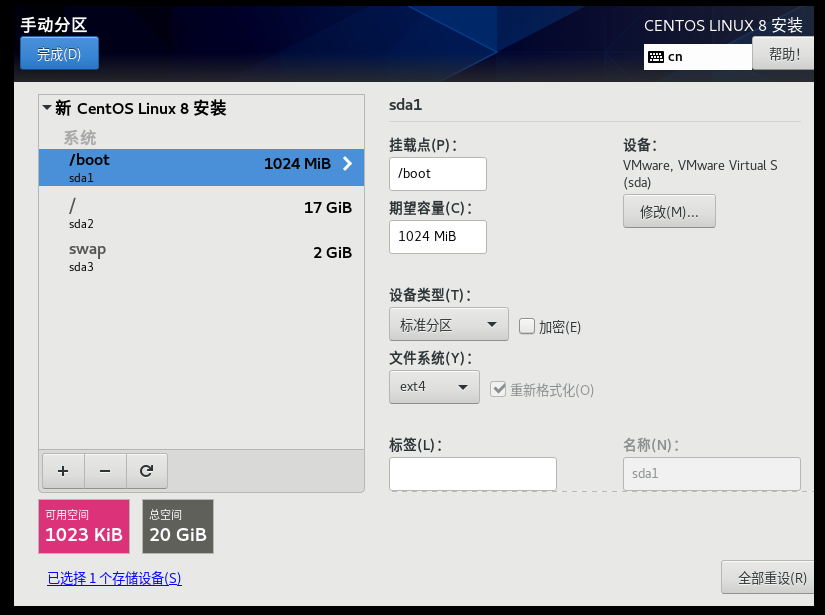 手动分区
CENTOS LINUX 8 安装
完成(D)
cn
帮助!
新 CentOS Linux 8 安装
系统
/boot
1024 MiB
sda1
/
17 GiB
sda2
swap
2 GiB
sda3
sda1
挂载点(P)：
/boot
期望容量(C)：
1024 MiB
设备：
VMware, VMware Virtual S
(sda)
修改(M)...
设备类型(T)：
标准分区
加密(E)
文件系统(Y)：
ext4
重新格式化(O)
标签(L)：
名称(N)：
sda1
可用空间
1023 KiB
总空间
20 GiB
已选择 1 个存储设备(S)
全部重设(R)